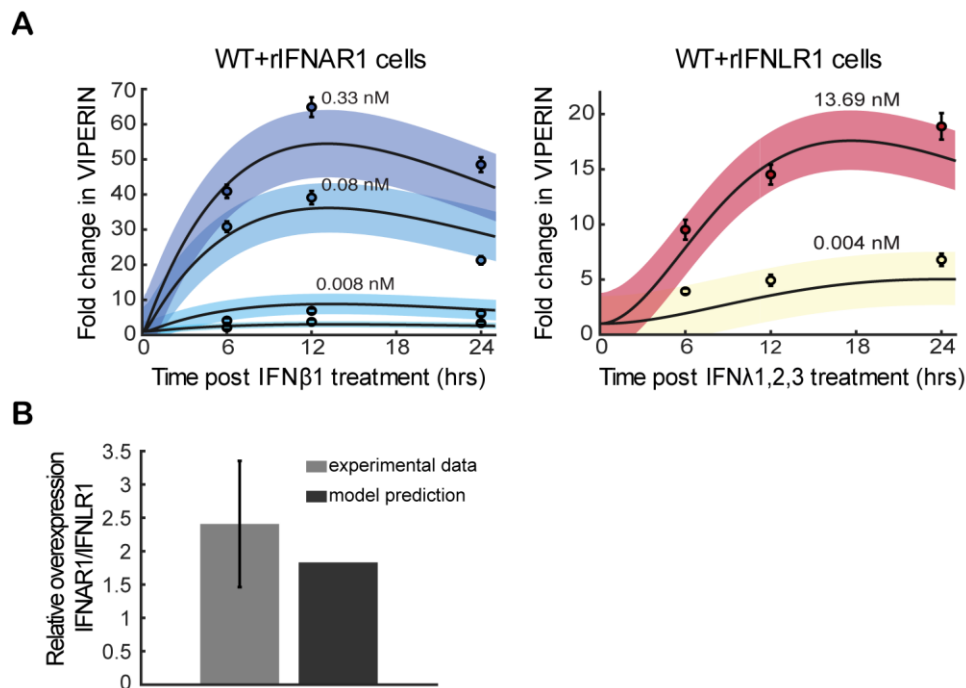 A
WT+rIFNAR1 cells
Fold change in VIPERIN
70
60
50
40
30
20
10
0
0.33 nM
0.08 nM
0.008 nM
0 6 12 18 24
Time post IFNβ1 treatment (hrs)
WT+rIFNLR1 cells
Fold change in VIPERIN
20
15
10
5
0
13.69 nM
0.004 nM
0 6 12 18 24
Time post IFNλ1,2,3 treatment (hrs)
B
Relative overexpression
IFNAR1/IFNLR1
3.5
3
2.5
2
1.5
1
0.5
0
experimental data
model prediction